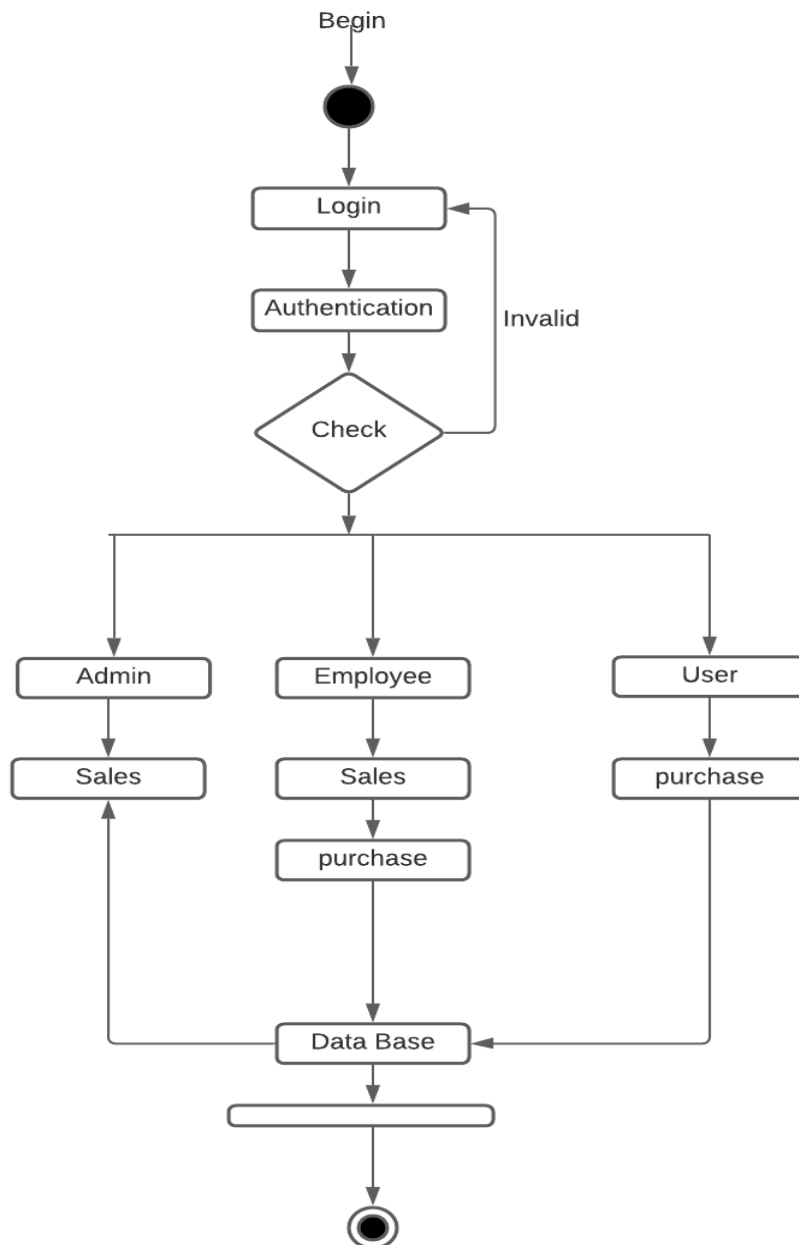 Begin
Login
Authentication
Invalid
Check
Admin
Employee
User
Sales
Sales
purchase
purchase
Data Base